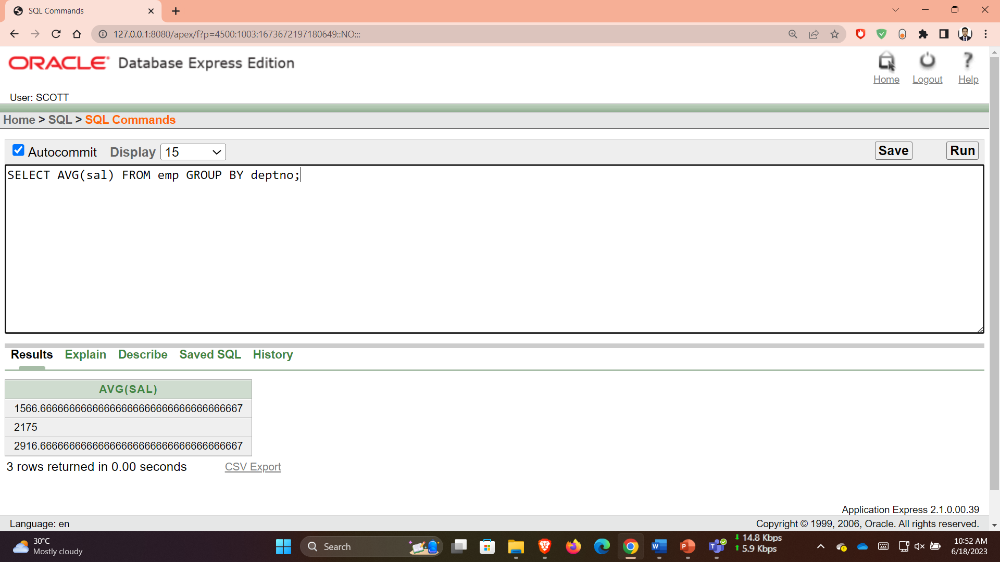 SQL Commands
127.0.0.1:8080/apex/f?p=4500:1003:1673672197180649::NO:::
ORACLE Database Express Edition
Home Logout Help
User: SCOTT
Home > SQL > SQL Commands
Autocommit Display 15 Save Run
SELECT AVG(sal) FROM emp GROUP BY deptno;
Results Explain Describe Saved SQL History
AVG(SAL)
1566.66666666666666666666666666666666667
2175
2916.66666666666666666666666666666666667
3 rows returned in 0.00 seconds CSV Export
Application Express 2.1.0.00.39
Language: en Copyright © 1999, 2006, Oracle. All rights reserved.
30°C
Mostly cloudy
Search
14.8 Kbps
5.9 Kbps
10:52 AM
6/18/2023